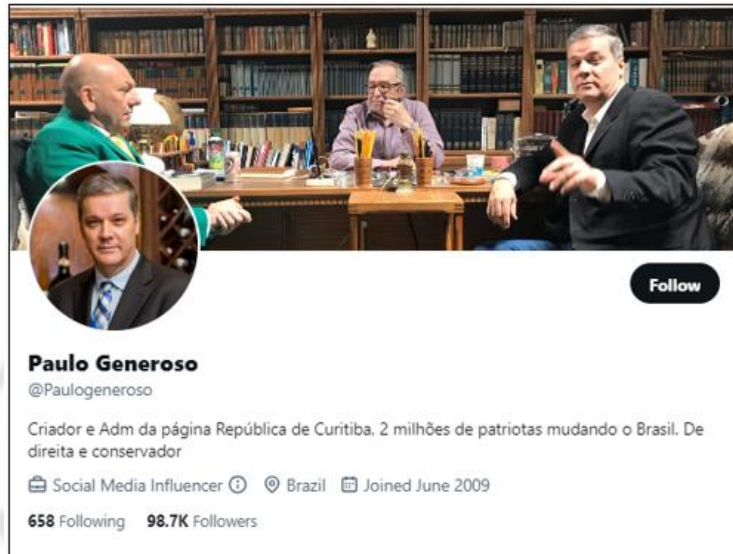 Follow
Paulo Generoso
@Paulogeneroso
Criador e Adm da página República de Curitiba, 2 milhões de patriotas mudando o Brasil. De
direita e conservador
Social Media Influencer Brazil Joined June 2009
658 Following 98.7K Followers